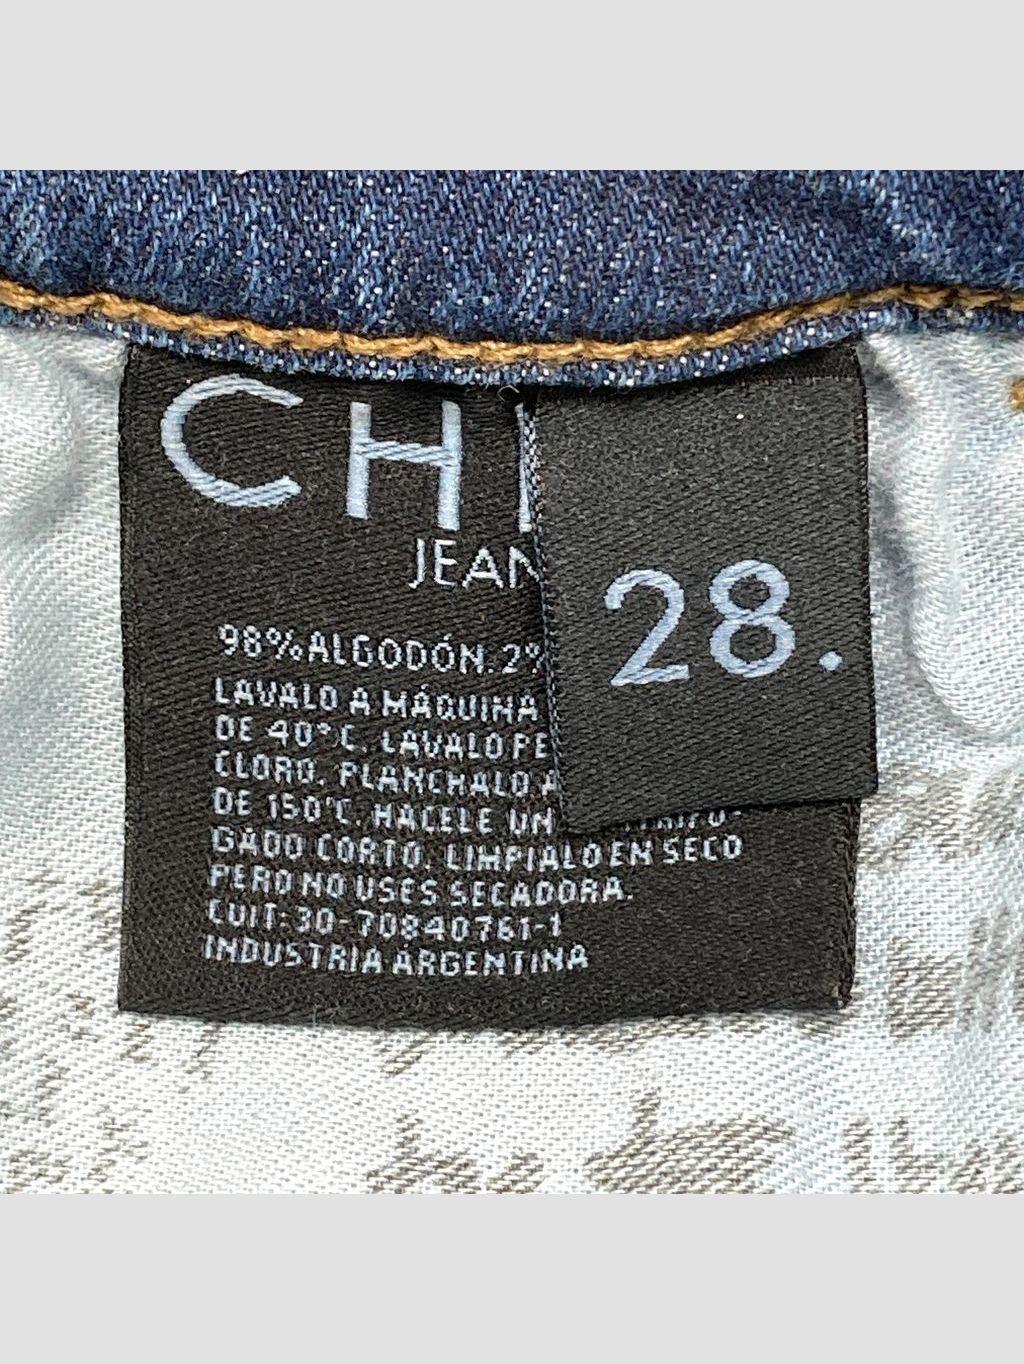 CH
JEAN
28.
98% ALGODÓN. 2%
LAVALO A MÁQUINA
DE 40°C. LAVALO
CLORO. PLANCHALO A
DE 150°C. HACELE UN
GADO CORTO. LIMPIALO EN SECO
PERO NO USES SECADORA.
CUIT: 30-70840761-1
INDUSTRIA ARGENTINA